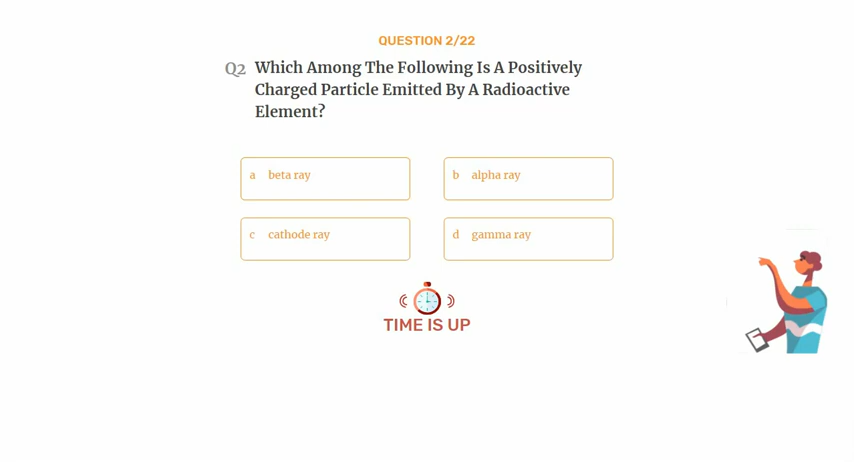 QUESTION 2/22
Q2 Which Among The Following Is A Positively
Charged Particle Emitted By A Radioactive
Element?
a beta ray
b alpha ray
c cathode ray
d gamma ray
TIME IS UP